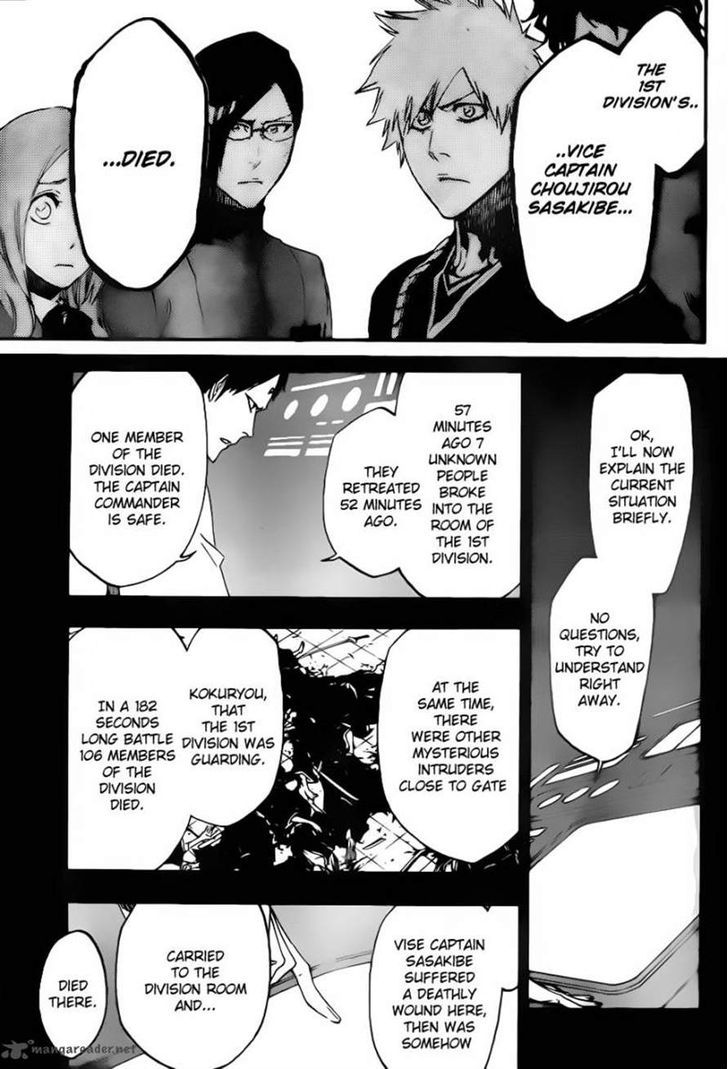 THE
1ST
DIVISION'S..
..VICE
CAPTAIN
CHOUJIROU
SASAKIBE...
...DIED.
OK,
I'LL NOW
EXPLAIN THE
CURRENT
SITUATION
BRIEFLY.
NO
QUESTIONS,
TRY TO
UNDERSTAND
RIGHT
AWAY.
57
MINUTES
AGO 7
UNKNOWN
PEOPLE
BROKE
INTO THE
ROOM OF
THE 1ST
DIVISION.
THEY
RETREATED
52 MINUTES
AGO.
ONE MEMBER
OF THE
DIVISION DIED.
THE CAPTAIN
COMMANDER
IS SAFE.
AT THE
SAME TIME,
THERE
WERE OTHER
MYSTERIOUS
INTRUDERS
CLOSE TO GATE
KOKURYOU,
THAT
THE 1ST
DIVISION WAS
GUARDING.
IN A 182
SECONDS
LONG BATTLE
106 MEMBERS
OF THE
DIVISION
DIED.
VISE CAPTAIN
SASAKIBE
SUFFERED
A DEATHLY
WOUND HERE,
THEN WAS
SOMEHOW
CARRIED
TO THE
DIVISION ROOM
AND...
DIED
THERE.
mangareader.net